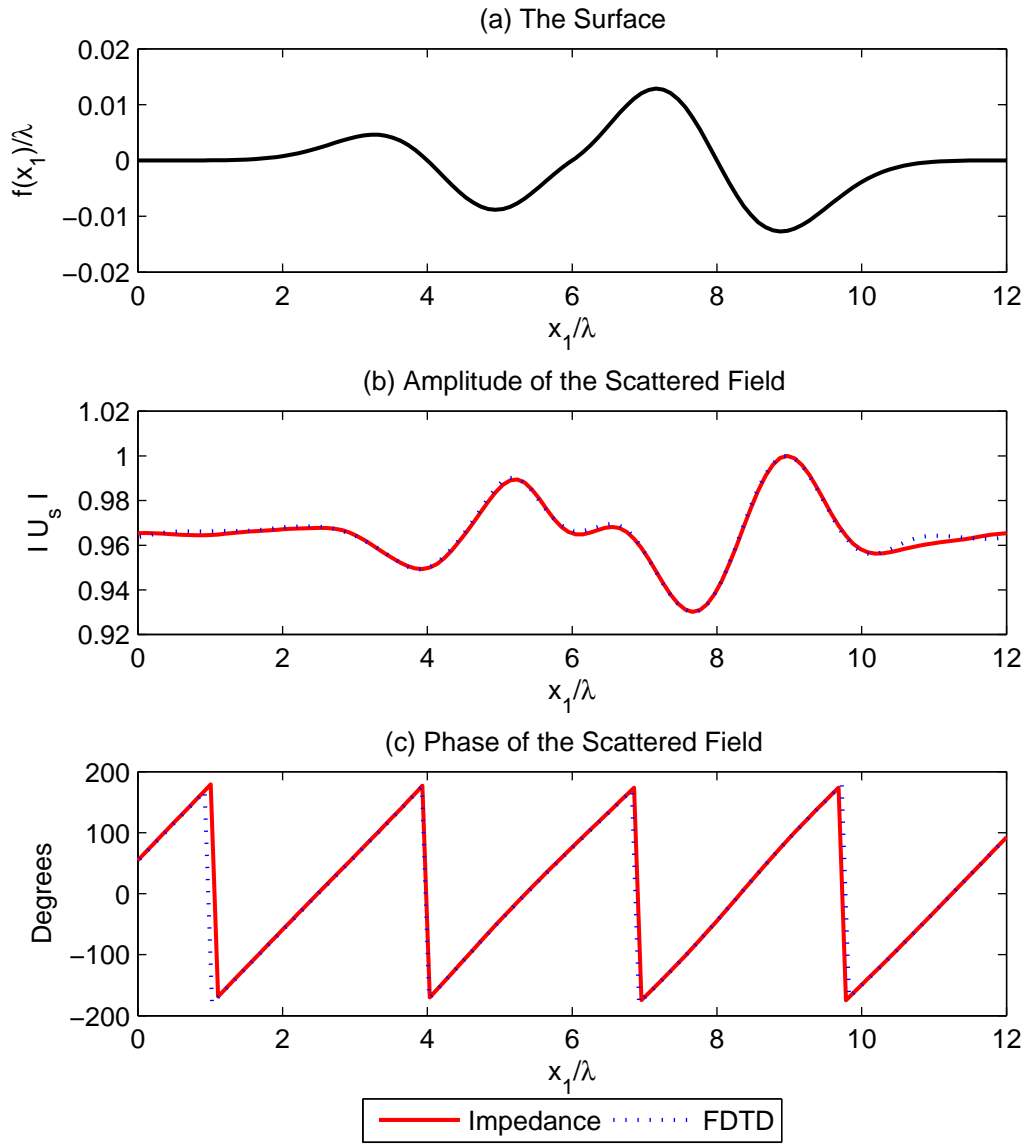 (a) The Surface
0.02
0.01
0
−0.01
−0.02
f(x1)/λ
0 2 4 6 8 10 12
x1/λ
(b) Amplitude of the Scattered Field
1.02
1
0.98
0.96
0.94
0.92
| Us |
0 2 4 6 8 10 12
x1/λ
(c) Phase of the Scattered Field
200
100
0
−100
−200
Degrees
0 2 4 6 8 10 12
x1/λ
Impedance FDTD